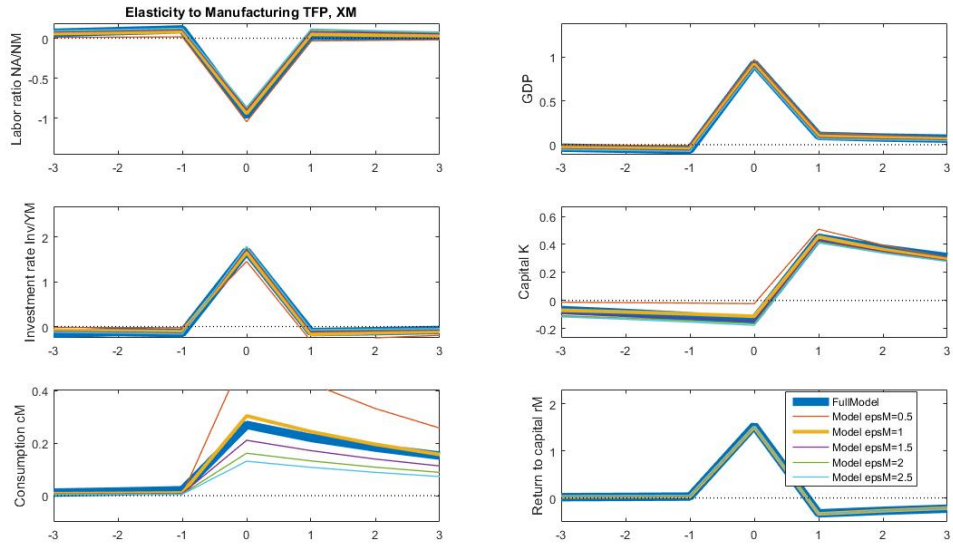 Elasticity to Manufacturing TFP, XM
Labor ratio NA/NM
0
-0.5
-1
-3 -2 -1 0 1 2 3
GDP
1
0.5
0
-3 -2 -1 0 1 2 3
Investment rate Inv/YM
2
1
0
-3 -2 -1 0 1 2 3
Capital K
0.6
0.4
0.2
0
-0.2
-3 -2 -1 0 1 2 3
Consumption cM
0.4
0.2
0
-3 -2 -1 0 1 2 3
Return to capital rM
2
1
0
-3 -2 -1 0 1 2 3
FullModel
Model epsM=0.5
Model epsM=1
Model epsM=1.5
Model epsM=2
Model epsM=2.5